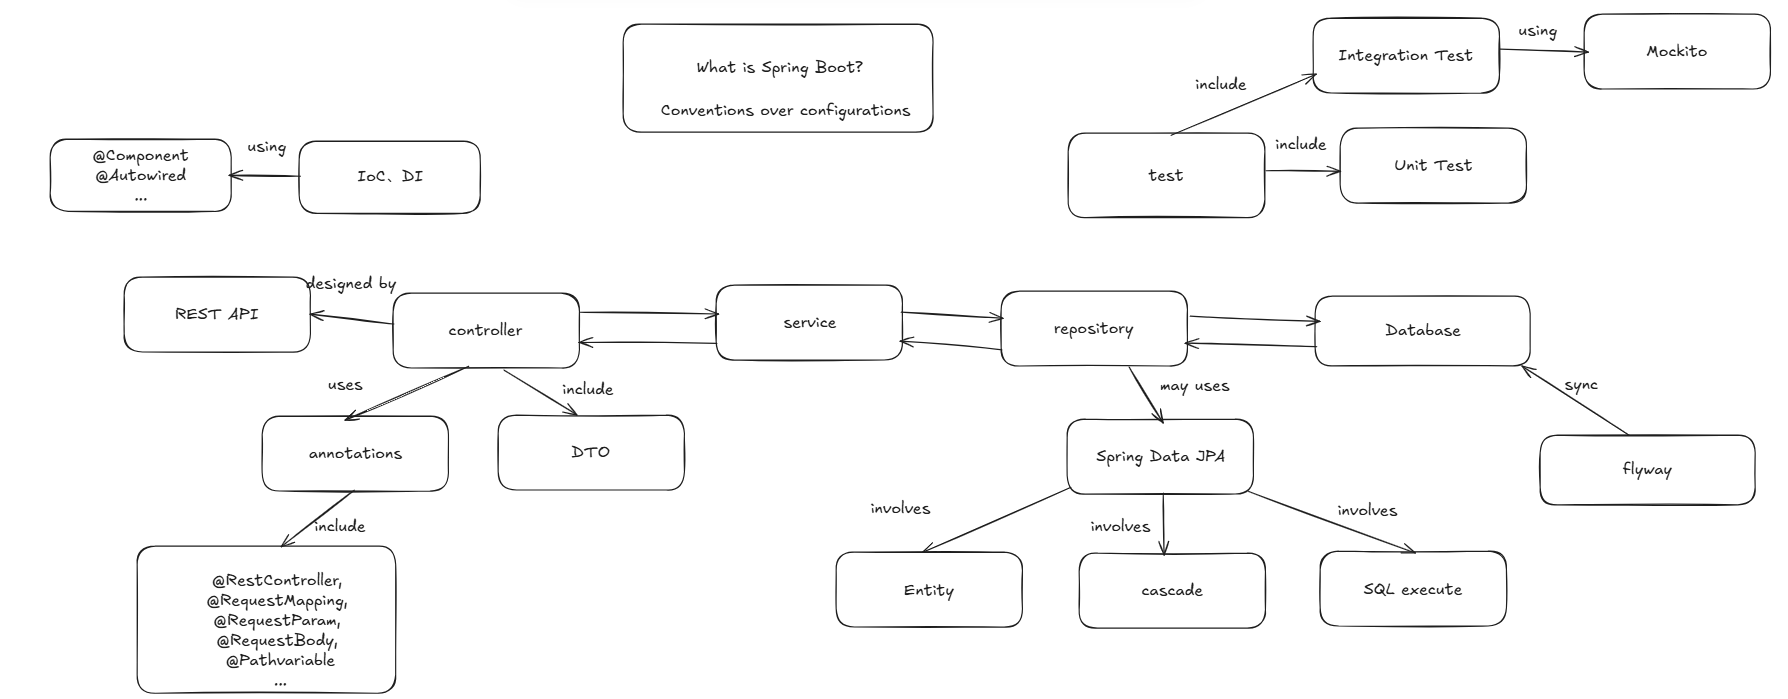 What is Spring Boot?
Conventions over configurations
Integration Test
using
Mockito
include
test
include
Unit Test
@Component
@Autowired
...
using
IoC、DI
REST API
designed by
controller
service
repository
Database
uses
include
may uses
sync
annotations
DTO
Spring Data JPA
flyway
include
involves
involves
involves
@RestController,
@RequestMapping,
@RequestParam,
@RequestBody,
@Pathvariable
...
Entity
cascade
SQL execute